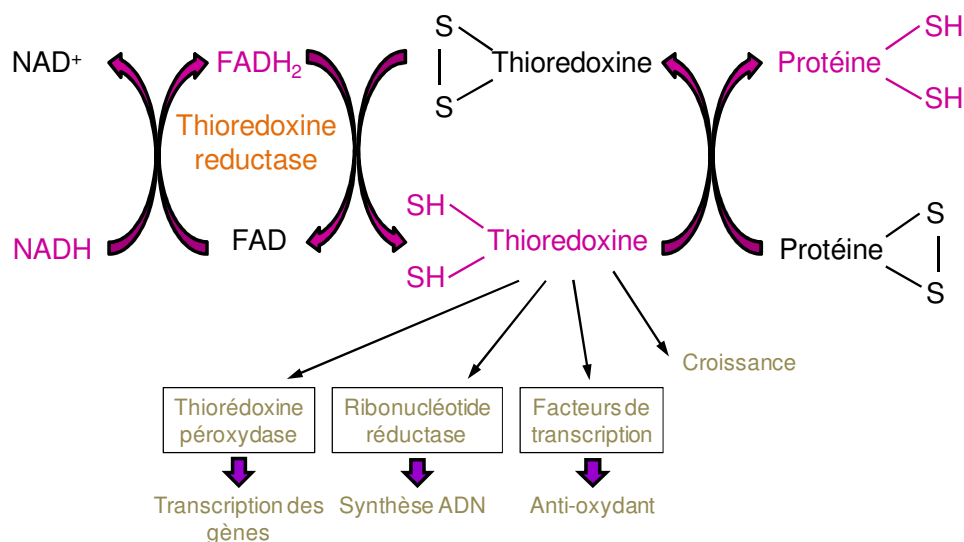 S
SH
NAD⁺
FADH₂
Thioredoxine
Protéine
S
SH
Thioredoxine
reductase
SH
S
NADH
FAD
Thioredoxine
Protéine
SH
S
Croissance
Thiorédoxine
péroxydase
Ribonucléotide
réductase
Facteurs de
transcription
Transcription des
gènes
Synthèse ADN
Anti-oxydant